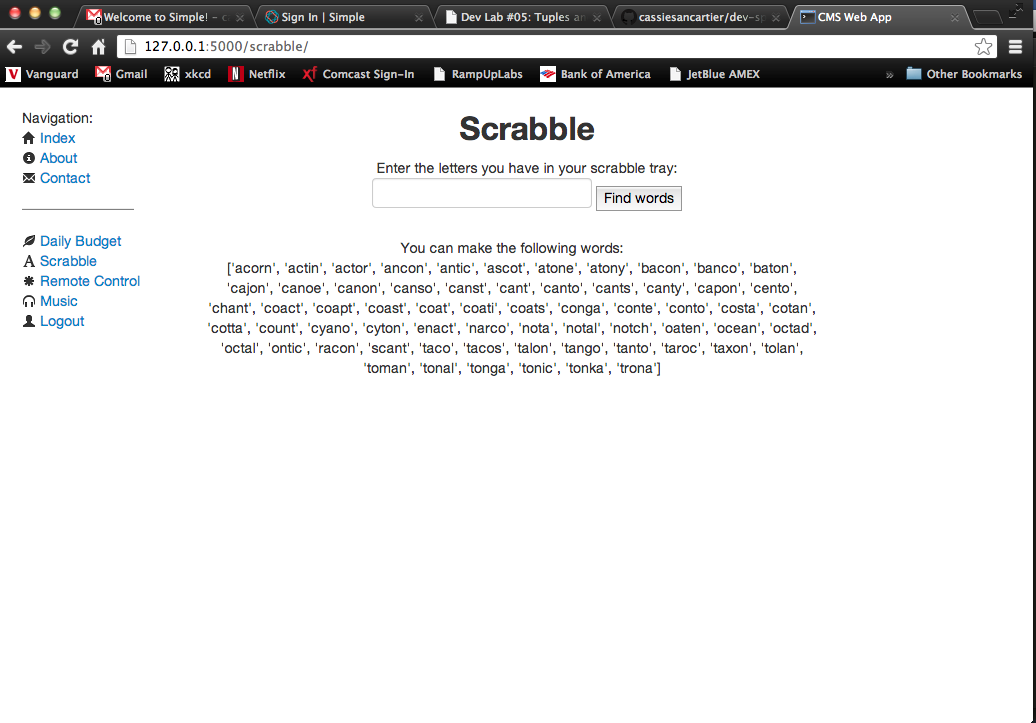 Welcome to Simple! – c
Sign In | Simple
Dev Lab #05: Tuples an
cassiesancartier/dev-sp
CMS Web App
127.0.0.1:5000/scrabble/
Vanguard
Gmail
xkcd
Netflix
Comcast Sign-In
RampUpLabs
Bank of America
JetBlue AMEX
»
Other Bookmarks
Navigation:
Index
About
Contact
Daily Budget
Scrabble
Remote Control
Music
Logout
Scrabble
Enter the letters you have in your scrabble tray:
Find words
You can make the following words:
['acorn', 'actin', 'actor', 'ancon', 'antic', 'ascot', 'atone', 'atony', 'bacon', 'banco', 'baton',
'cajon', 'canoe', 'canon', 'canso', 'canst', 'cant', 'canto', 'cants', 'canty', 'capon', 'cento',
'chant', 'coact', 'coapt', 'coast', 'coat', 'coati', 'coats', 'conga', 'conte', 'conto', 'costa', 'cotan',
'cotta', 'count', 'cyano', 'cyton', 'enact', 'narco', 'nota', 'notal', 'notch', 'oaten', 'ocean', 'octad',
'octal', 'ontic', 'racon', 'scant', 'taco', 'tacos', 'talon', 'tango', 'tanto', 'taroc', 'taxon', 'tolan',
'toman', 'tonal', 'tonga', 'tonic', 'tonka', 'trona']